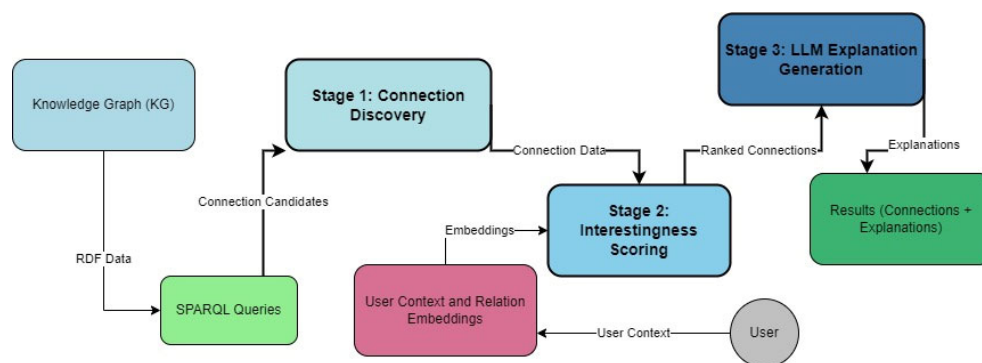 Knowledge Graph (KG)
RDF Data
SPARQL Queries
Connection Candidates
Stage 1: Connection
Discovery
Connection Data
Stage 2:
Interestingness
Scoring
Embeddings
User Context and Relation
Embeddings
User Context
User
Ranked Connections
Stage 3: LLM Explanation
Generation
Explanations
Results (Connections +
Explanations)